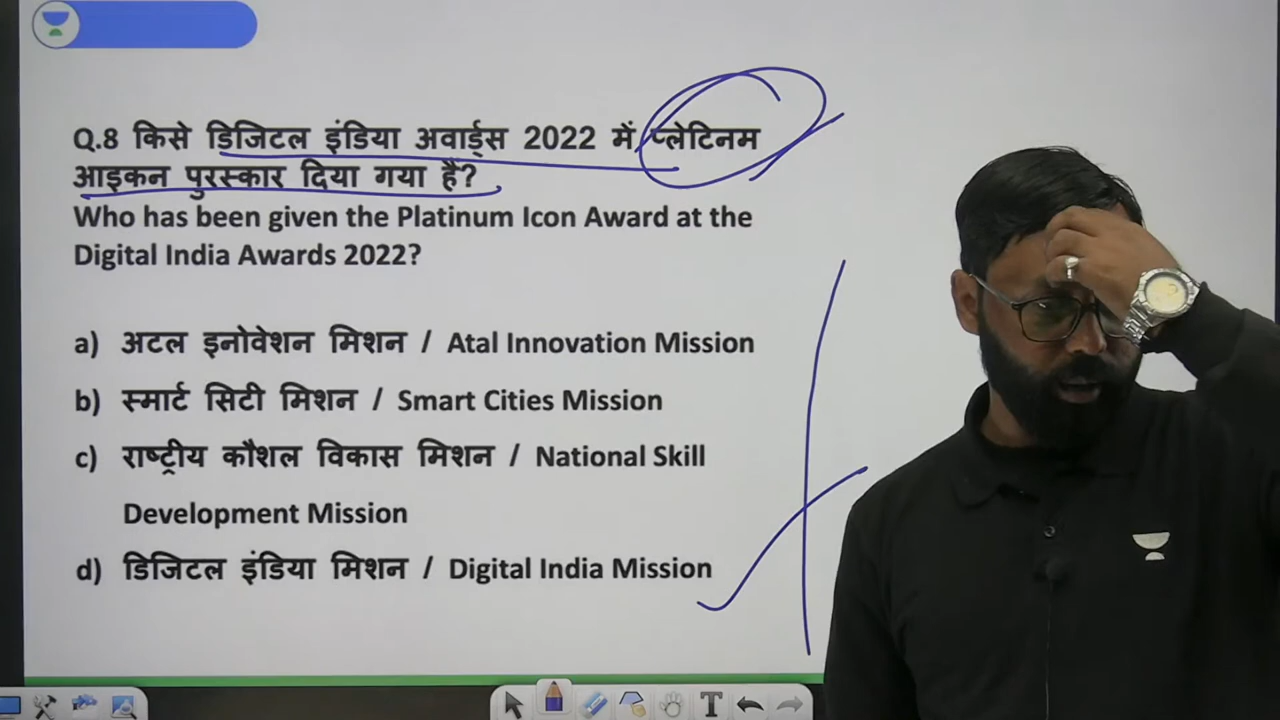 Q.8 किसे डिजिटल इंडिया अवार्ड्स 2022 में प्लेटिनम
आइकन पुरस्कार दिया गया है?
Who has been given the Platinum Icon Award at the
Digital India Awards 2022?
a) अटल इनोवेशन मिशन / Atal Innovation Mission
b) स्मार्ट सिटी मिशन / Smart Cities Mission
c) राष्ट्रीय कौशल विकास मिशन / National Skill
Development Mission
d) डिजिटल इंडिया मिशन / Digital India Mission
T